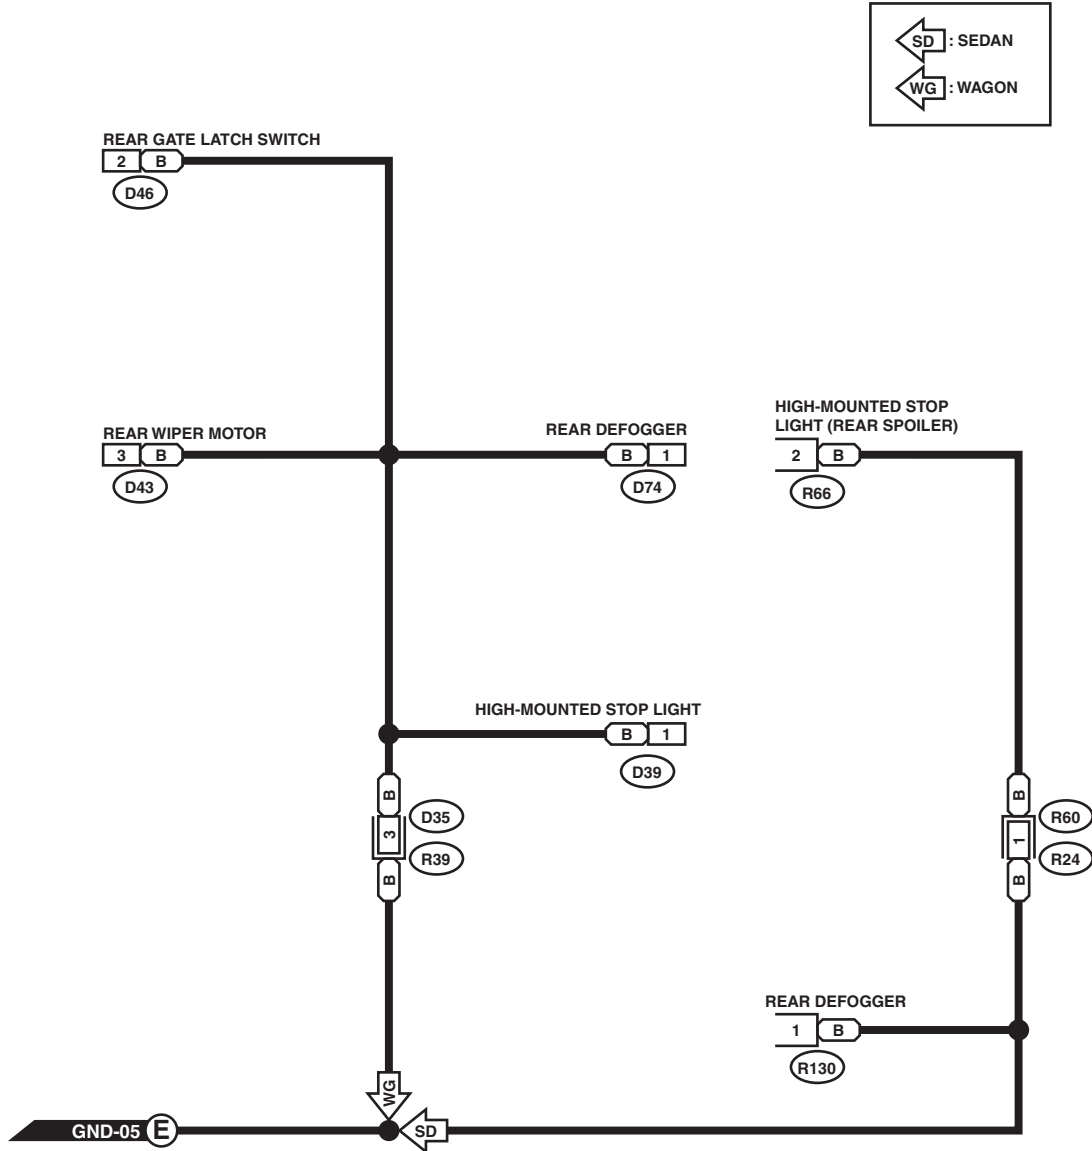 SD : SEDAN
WG : WAGON
REAR GATE LATCH SWITCH
2 B
D46
REAR WIPER MOTOR
3 B
D43
REAR DEFOGGER
B 1
D74
HIGH-MOUNTED STOP
LIGHT (REAR SPOILER)
2 B
R66
HIGH-MOUNTED STOP LIGHT
B 1
D39
B
3
B
D35
R39
B
1
B
R60
R24
REAR DEFOGGER
1 B
R130
WG
SD
GND-05 E